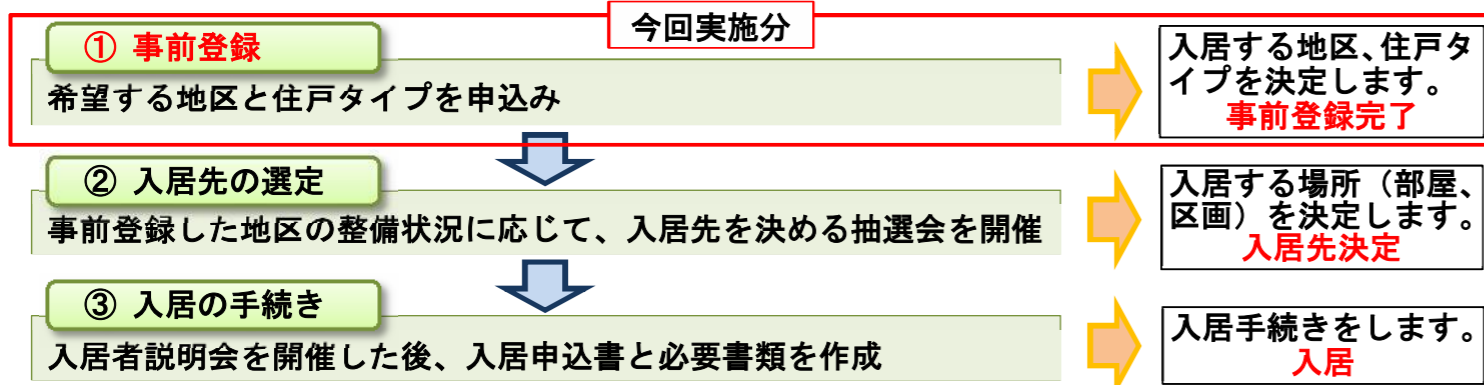 今回実施分
① 事前登録
希望する地区と住戸タイプを申込み
入居する地区、住戸タ
イプを決定します。
事前登録完了
② 入居先の選定
事前登録した地区の整備状況に応じて、入居先を決める抽選会を開催
入居する場所（部屋、
区画）を決定します。
入居先決定
③ 入居の手続き
入居者説明会を開催した後、入居申込書と必要書類を作成
入居手続きをします。
入居